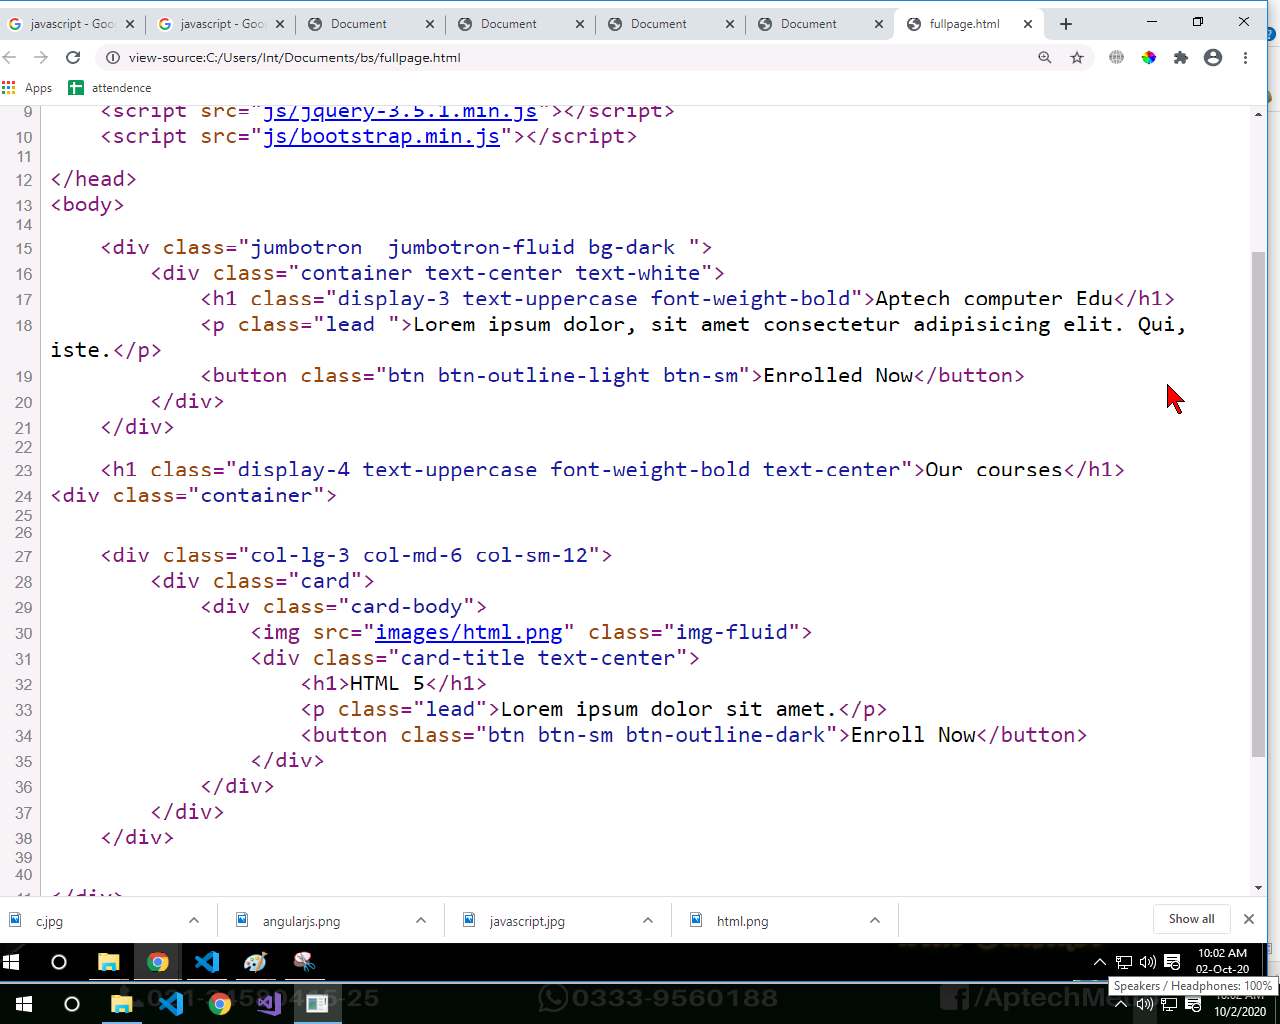 javascript - Goo
javascript - Goo
Document
Document
Document
Document
fullpage.html
view-source:C:/Users/Int/Documents/bs/fullpage.html
Apps
attendence
9 <script src="js/jquery-3.5.1.min.js"></script>
10 <script src="js/bootstrap.min.js"></script>
11
12 </head>
13 <body>
14
15 <div class="jumbotron  jumbotron-fluid bg-dark ">
16 <div class="container text-center text-white">
17 <h1 class="display-3 text-uppercase font-weight-bold">Aptech computer Edu</h1>
18 <p class="lead ">Lorem ipsum dolor, sit amet consectetur adipisicing elit. Qui,
iste.</p>
19 <button class="btn btn-outline-light btn-sm">Enrolled Now</button>
20 </div>
21 </div>
22
23 <h1 class="display-4 text-uppercase font-weight-bold text-center">Our courses</h1>
24 <div class="container">
25
26
27 <div class="col-lg-3 col-md-6 col-sm-12">
28 <div class="card">
29 <div class="card-body">
30 <img src="images/html.png" class="img-fluid">
31 <div class="card-title text-center">
32 <h1>HTML 5</h1>
33 <p class="lead">Lorem ipsum dolor sit amet.</p>
34 <button class="btn btn-sm btn-outline-dark">Enroll Now</button>
35 </div>
36 </div>
37 </div>
38 </div>
39
40
</div>
c.jpg
angularjs.png
javascript.jpg
html.png
Show all
10:02 AM
02-Oct-20
Speakers / Headphones: 100%
0333-9560188
10:02 AM
10/2/2020